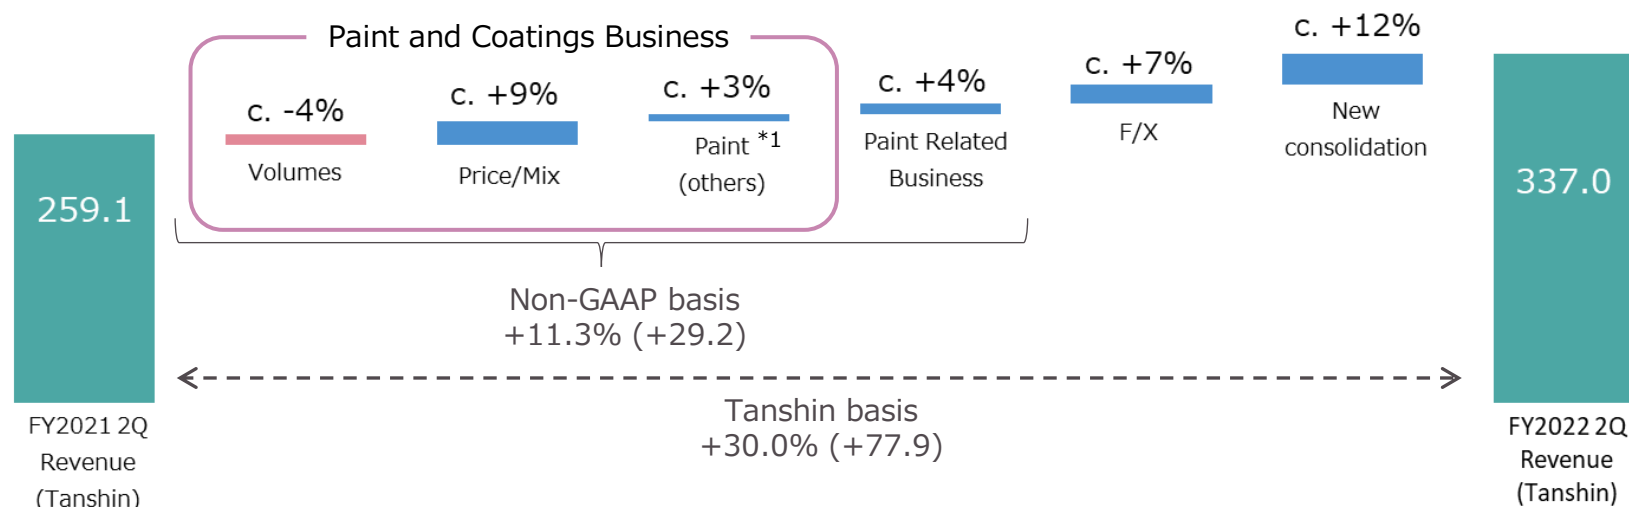 Paint and Coatings Business
259.1
FY2021 2Q
Revenue
(Tanshin)
c. -4%
Volumes
c. +9%
Price/Mix
c. +3%
Paint *1
(others)
c. +4%
Paint Related
Business
c. +7%
F/X
c. +12%
New
consolidation
337.0
FY2022 2Q
Revenue
(Tanshin)
Non-GAAP basis
+11.3% (+29.2)
Tanshin basis
+30.0% (+77.9)